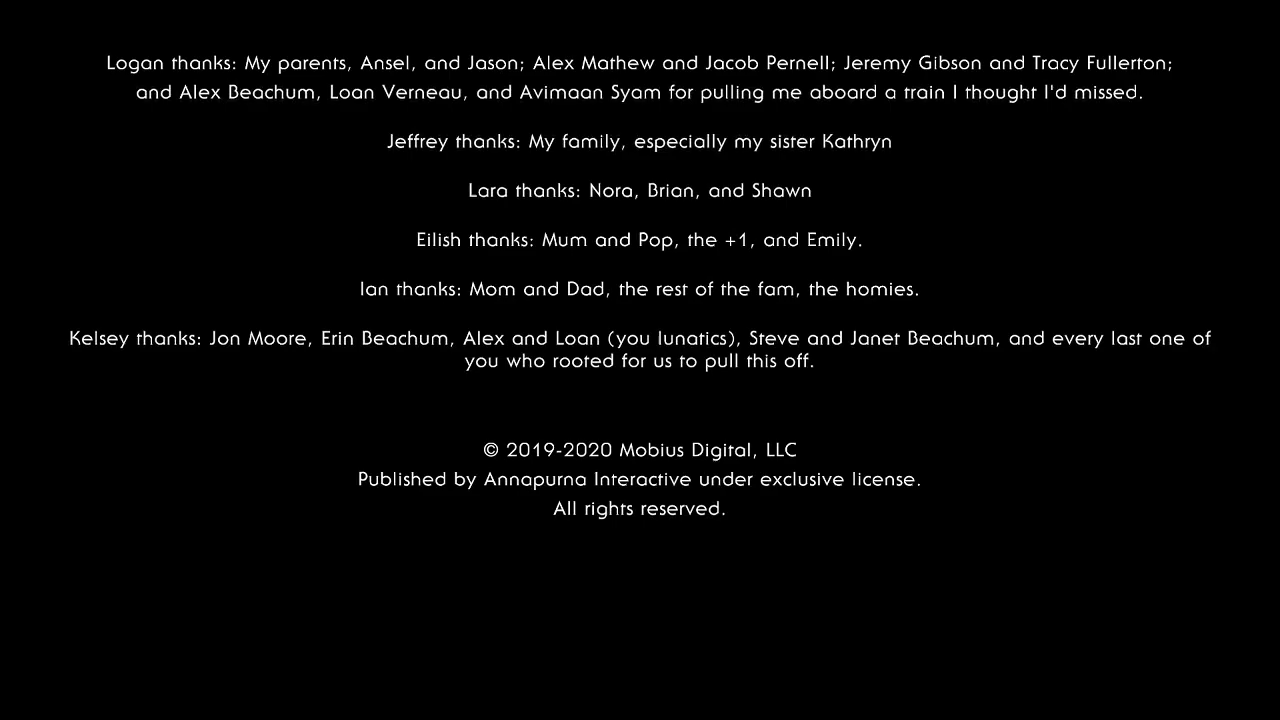 Logan thanks: My parents, Ansel, and Jason; Alex Mathew and Jacob Pernell; Jeremy Gibson and Tracy Fullerton;
and Alex Beachum, Loan Verneau, and Avimaan Syam for pulling me aboard a train I thought I'd missed.
Jeffrey thanks: My family, especially my sister Kathryn
Lara thanks: Nora, Brian, and Shawn
Eilish thanks: Mum and Pop, the +1, and Emily.
Ian thanks: Mom and Dad, the rest of the fam, the homies.
Kelsey thanks: Jon Moore, Erin Beachum, Alex and Loan (you lunatics), Steve and Janet Beachum, and every last one of
you who rooted for us to pull this off.
© 2019-2020 Mobius Digital, LLC
Published by Annapurna Interactive under exclusive license.
All rights reserved.